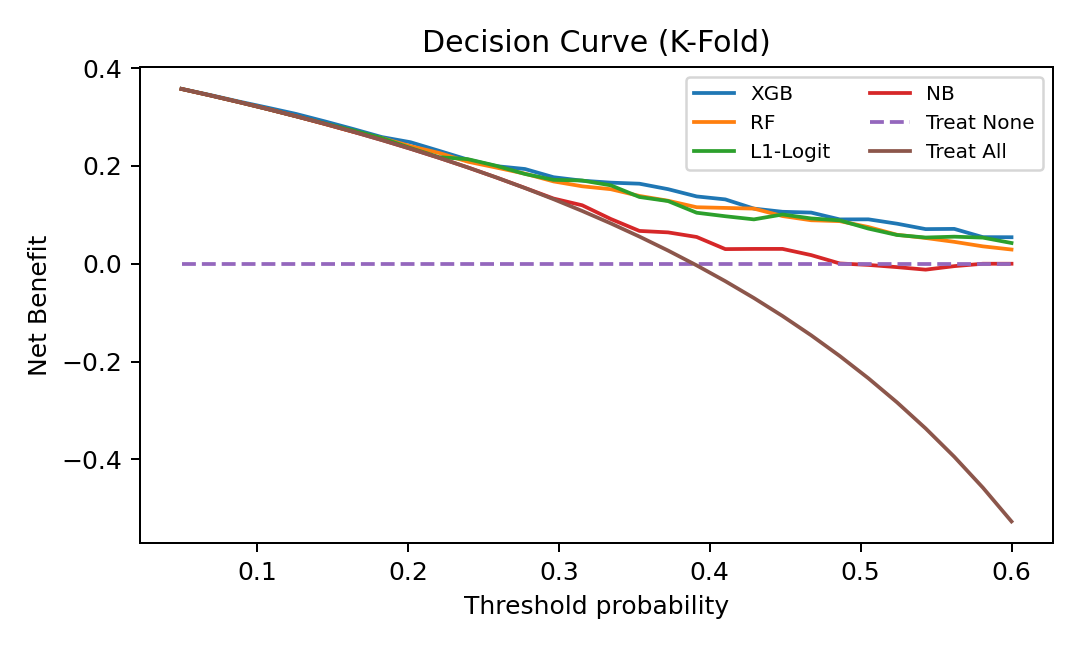 Decision Curve (K-Fold)
XGB
RF
L1-Logit
NB
Treat None
Treat All
Net Benefit
0.4
0.2
0.0
−0.2
−0.4
0.1 0.2 0.3 0.4 0.5 0.6
Threshold probability